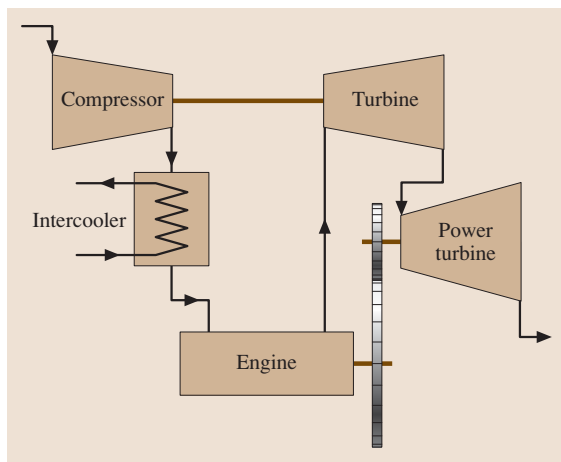 Compressor
Turbine
Intercooler
Power
turbine
Engine